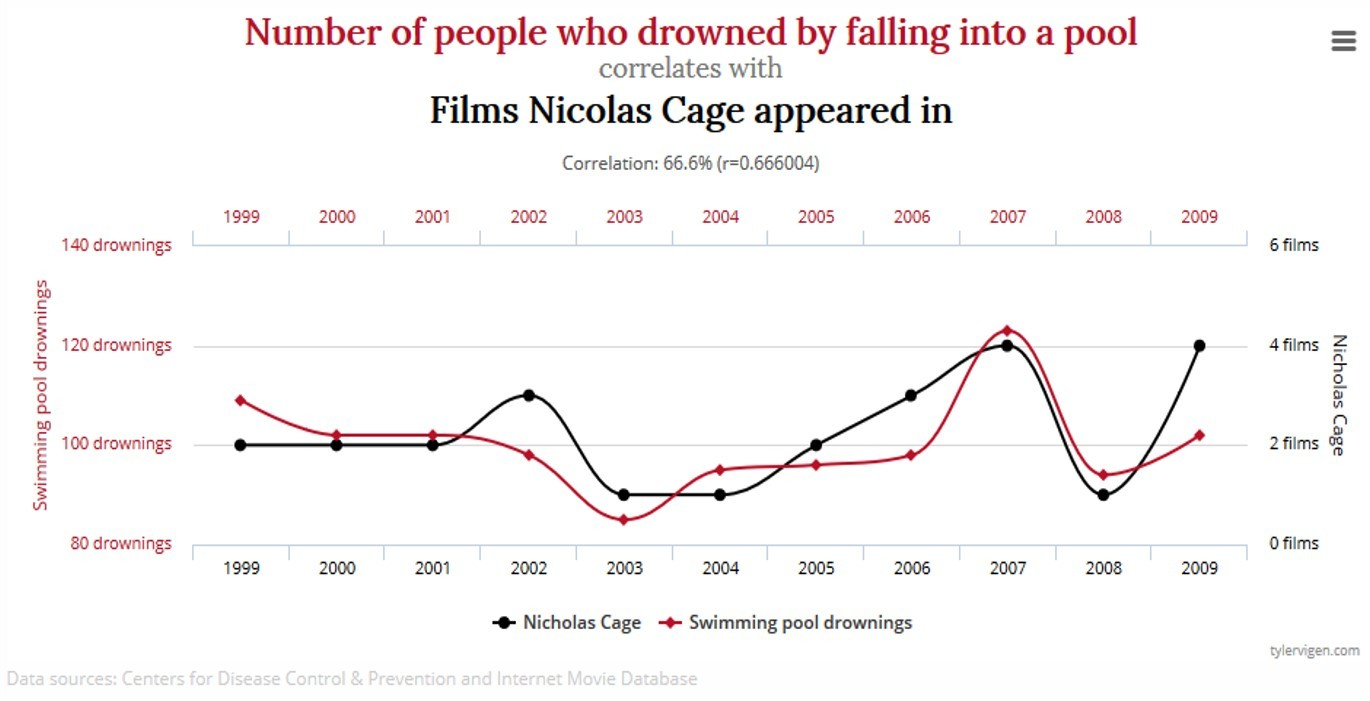 Number of people who drowned by falling into a pool
correlates with
Films Nicolas Cage appeared in
Correlation: 66.6% (r=0.666004)
1999 2000 2001 2002 2003 2004 2005 2006 2007 2008 2009
140 drownings 6 films
120 drownings 4 films
100 drownings 2 films
80 drownings 0 films
Swimming pool drownings
Nicholas Cage
1999 2000 2001 2002 2003 2004 2005 2006 2007 2008 2009
Nicholas Cage Swimming pool drownings
tylervigen.com
Data sources: Centers for Disease Control & Prevention and Internet Movie Database